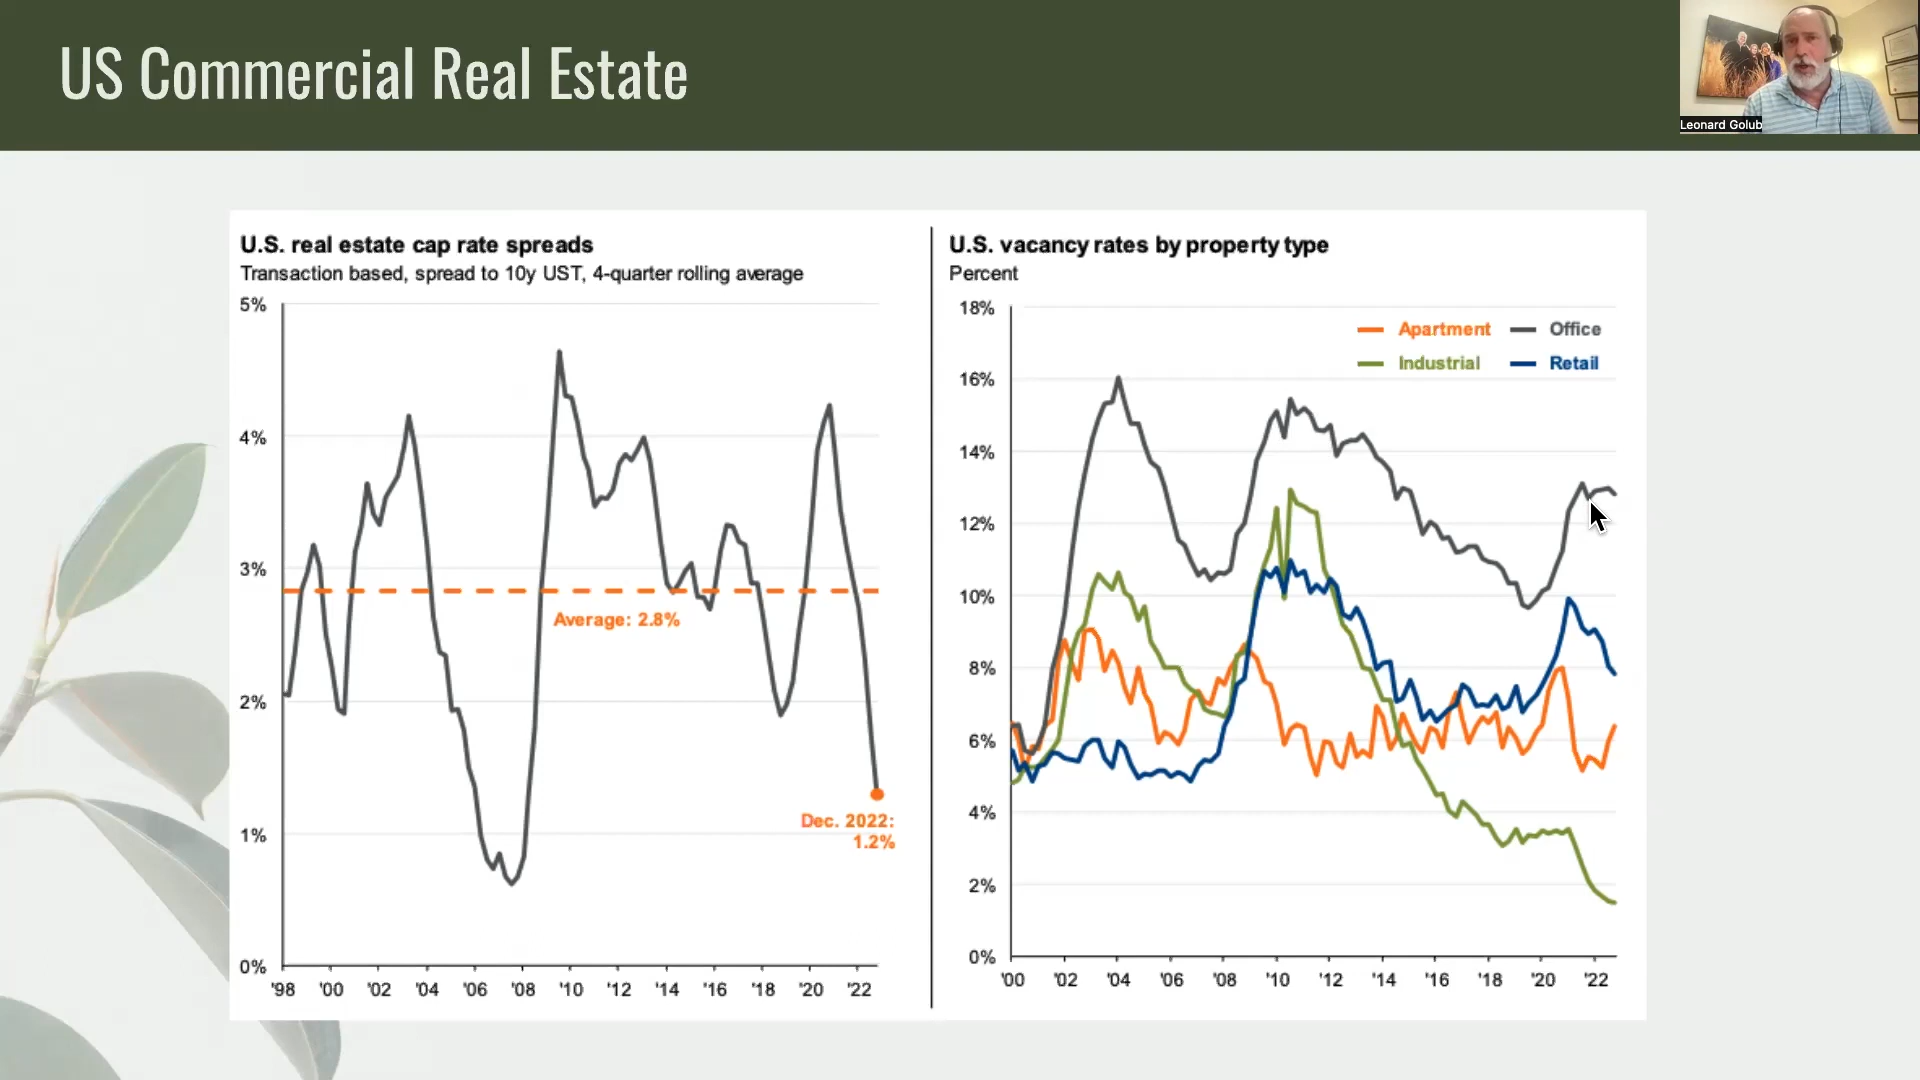 US Commercial Real Estate
Leonard Golub
U.S. real estate cap rate spreads
Transaction based, spread to 10y UST, 4-quarter rolling average
5%
4%
3%
2%
1%
0%
Average: 2.8%
Dec. 2022:
1.2%
'98 '00 '02 '04 '06 '08 '10 '12 '14 '16 '18 '20 '22
U.S. vacancy rates by property type
Percent
18%
16%
14%
12%
10%
8%
6%
4%
2%
0%
Apartment Office
Industrial Retail
'00 '02 '04 '06 '08 '10 '12 '14 '16 '18 '20 '22